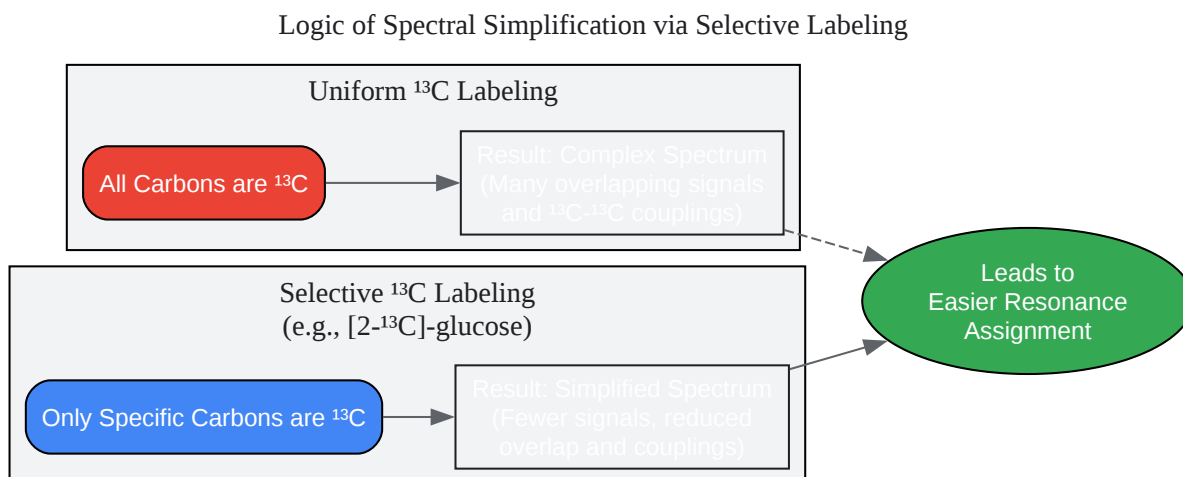 Logic of Spectral Simplification via Selective Labeling
Uniform ¹³C Labeling
All Carbons are ¹³C
Result: Complex Spectrum
(Many overlapping signals
and ¹³C-¹³C couplings)
Selective ¹³C Labeling
(e.g., [2-¹³C]-glucose)
Only Specific Carbons are ¹³C
Result: Simplified Spectrum
(Fewer signals, reduced
overlap and couplings)
Leads to
Easier Resonance
Assignment